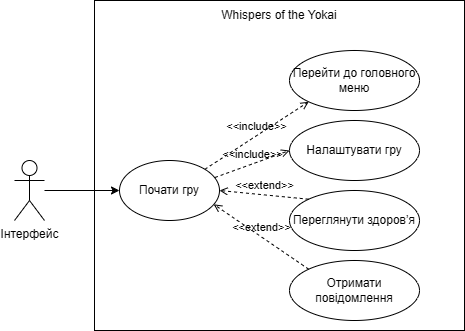 Whispers of the Yokai
Перейти до головного
меню
<<include>>
Налаштувати гру
<<include>>
Почати гру
<<extend>>
Переглянути здоров'я
Інтерфейс
<<extend>>
Отримати
повідомлення